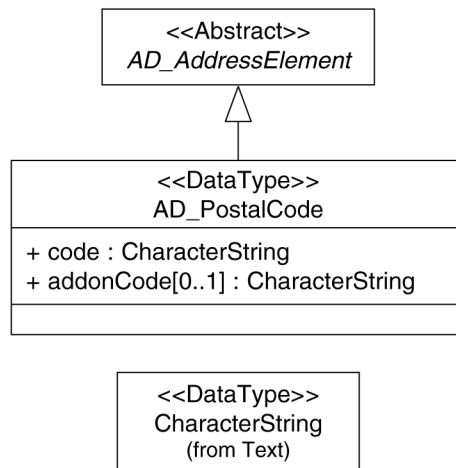 <<Abstract>>
AD_AddressElement
<<DataType>>
AD_PostalCode
+ code : CharacterString
+ addonCode[0..1] : CharacterString
<<DataType>>
CharacterString
(from Text)